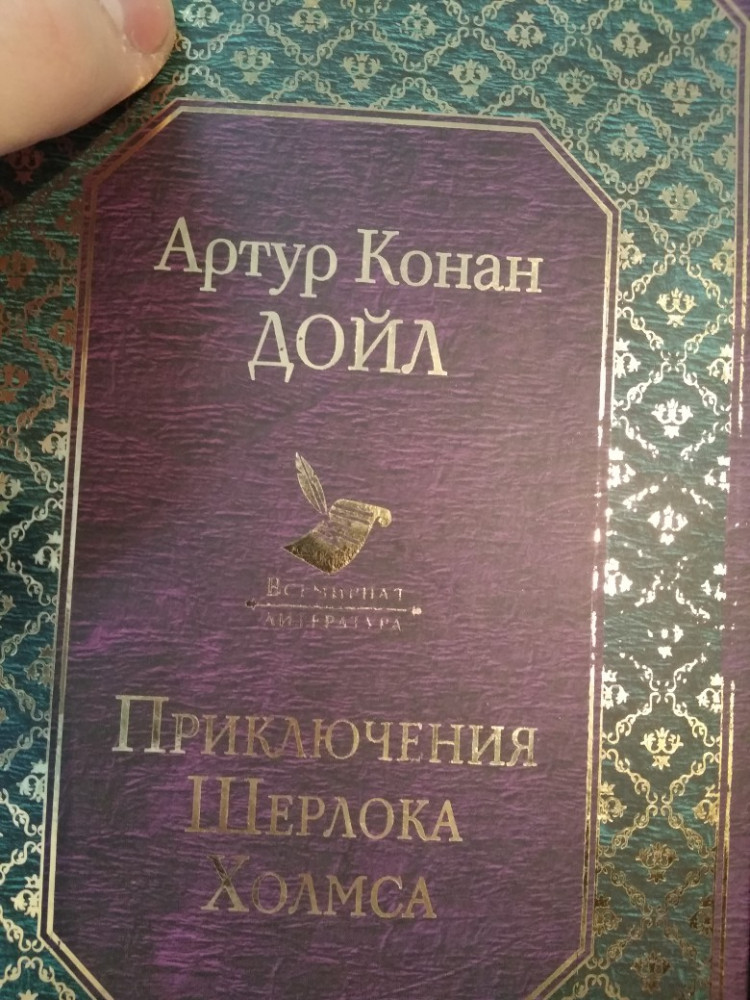 Артур Конан
ДОЙЛ
ВСЕМИРНАЯ
ЛИТЕРАТУРА
ПРИКЛЮЧЕНИЯ
ШЕРЛОКА
ХОЛМСА